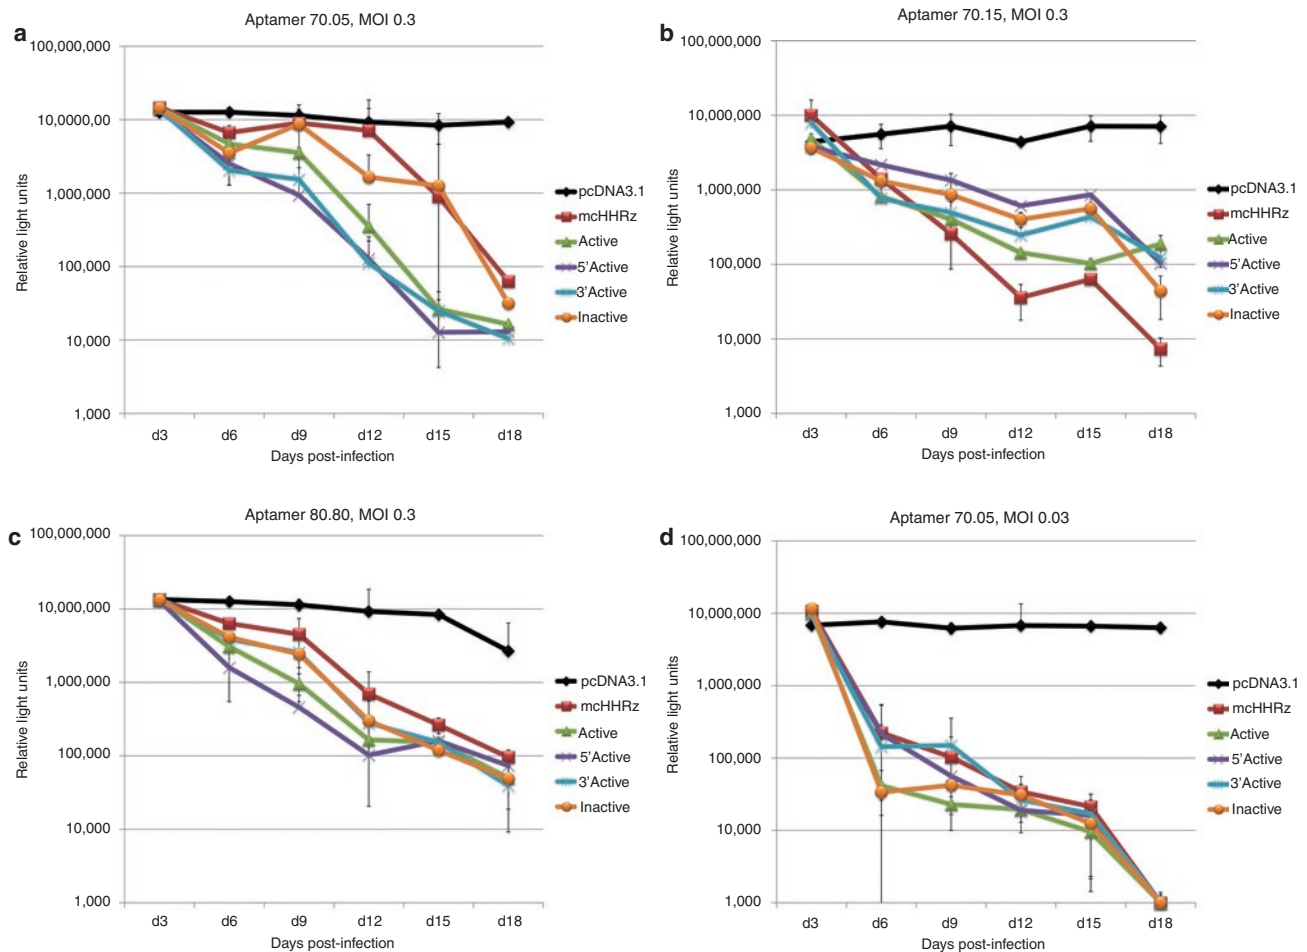 a
Aptamer 70.05, MOI 0.3
Relative light units
100,000,000
10,0000,00
1,000,000
100,000
10,000
1,000
d3 d6 d9 d12 d15 d18
Days post-infection
pcDNA3.1
mcHHRz
Active
5'Active
3'Active
Inactive
b
Aptamer 70.15, MOI 0.3
Relative light units
100,000,000
10,000,000
1,000,000
100,000
10,000
1,000
d3 d6 d9 d12 d15 d18
Days post-infection
pcDNA3.1
mcHHRz
Active
5'Active
3'Active
Inactive
c
Aptamer 80.80, MOI 0.3
Relative light units
100,000,000
10,000,000
1,000,000
100,000
10,000
1,000
d3 d6 d9 d12 d15 d18
Days post-infection
pcDNA3.1
mcHHRz
Active
5'Active
3'Active
Inactive
d
Aptamer 70.05, MOI 0.03
Relative light units
100,000,000
10,000,000
1,000,000
100,000
10,000
1,000
d3 d6 d9 d12 d15 d18
Days post-infection
pcDNA3.1
mcHHRz
Active
5'Active
3'Active
Inactive